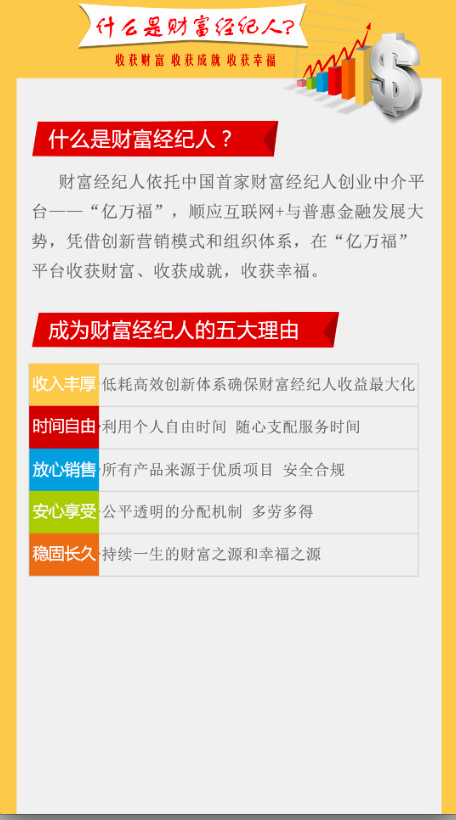 什么是财富经纪人?
收获财富 收获成就 收获幸福
什么是财富经纪人？
财富经纪人依托中国首家财富经纪人创业中介平
台——“亿万福”，顺应互联网+与普惠金融发展大
势，凭借创新营销模式和组织体系，在“亿万福”
平台收获财富、收获成就，收获幸福。
成为财富经纪人的五大理由
收入丰厚 低耗高效创新体系确保财富经纪人收益最大化
时间自由 利用个人自由时间 随心支配服务时间
放心销售 所有产品来源于优质项目 安全合规
安心享受 公平透明的分配机制 多劳多得
稳固长久 持续一生的财富之源和幸福之源